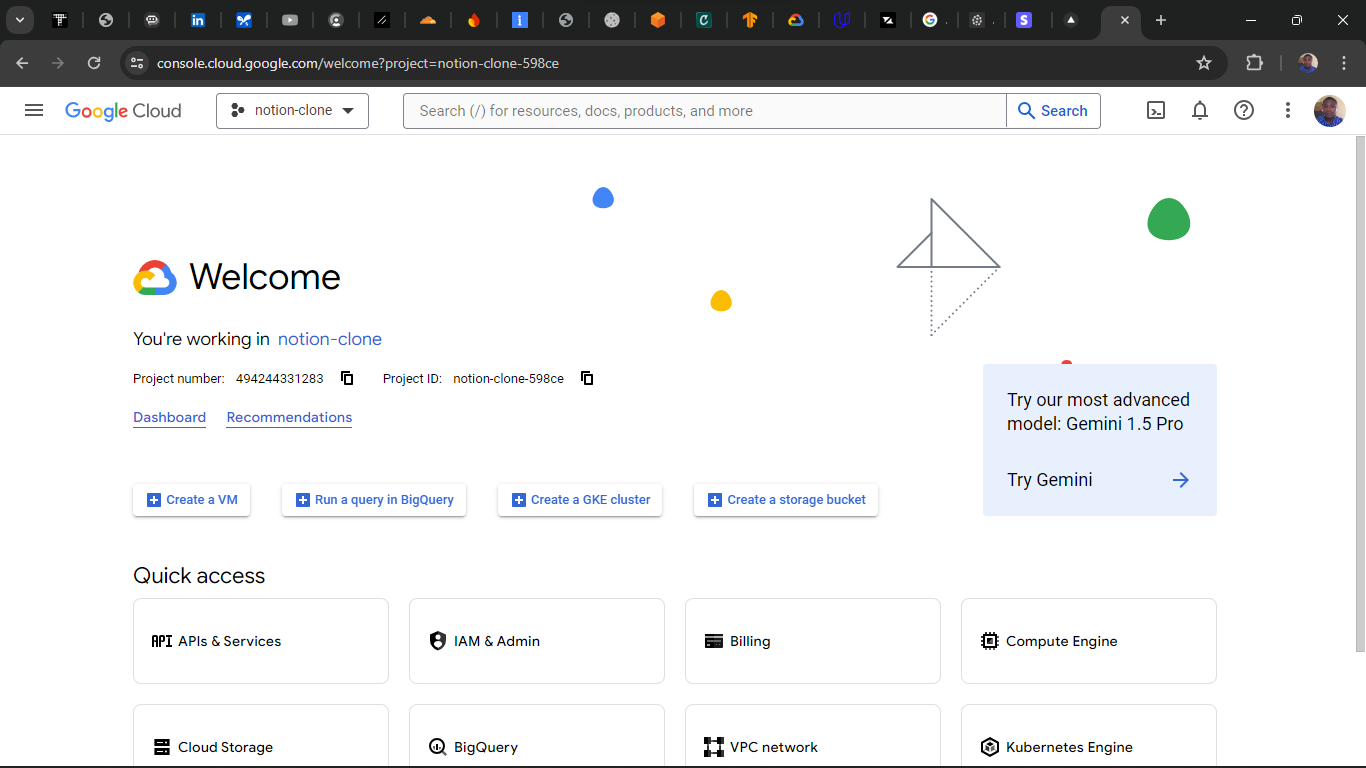 console.cloud.google.com/welcome?project=notion-clone-598ce
Google Cloud
notion-clone
Search (/) for resources, docs, products, and more
Search
Welcome
You're working in notion-clone
Project number: 494244331283 Project ID: notion-clone-598ce
Dashboard Recommendations
Try our most advanced
model: Gemini 1.5 Pro
Try Gemini
Create a VM
Run a query in BigQuery
Create a GKE cluster
Create a storage bucket
Quick access
API APIs & Services
IAM & Admin
Billing
Compute Engine
Cloud Storage
BigQuery
VPC network
Kubernetes Engine